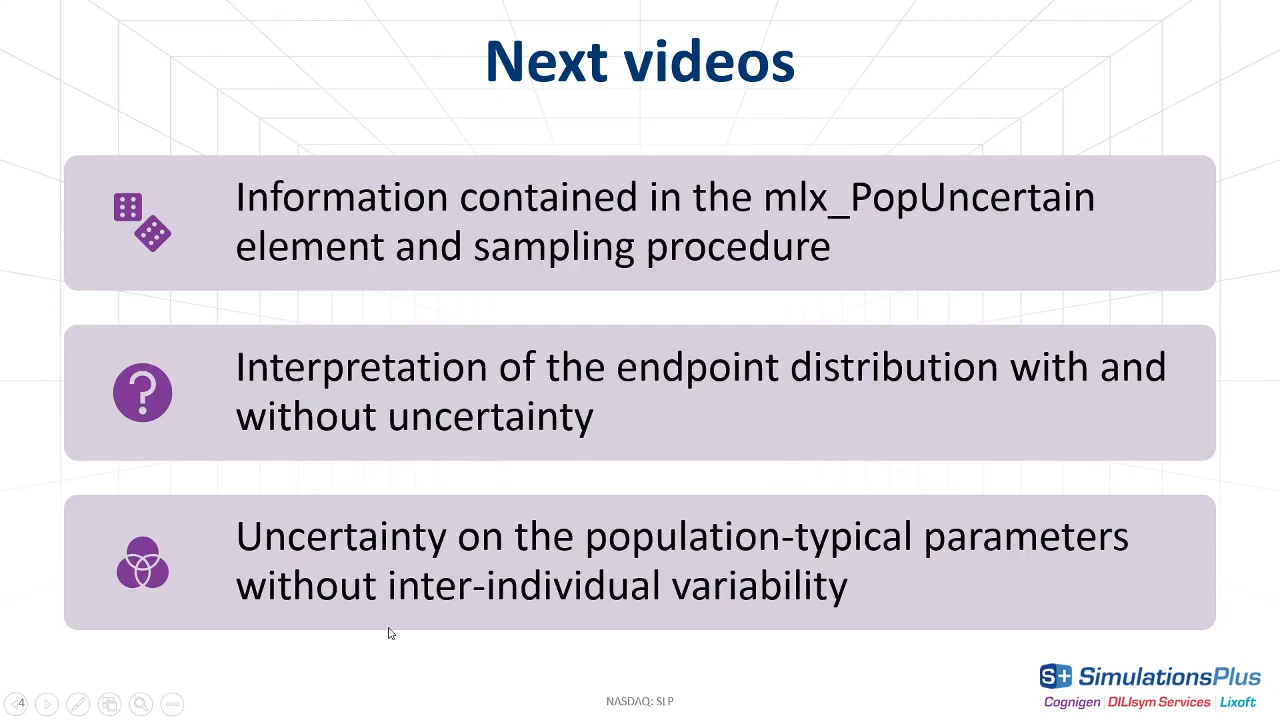 Next videos
Information contained in the mlx_PopUncertain
element and sampling procedure
Interpretation of the endpoint distribution with and
without uncertainty
Uncertainty on the population-typical parameters
without inter-individual variability
S+ SimulationsPlus
Cognigen | DILIsym Services | Lixoft
4
NASDAQ: SLP